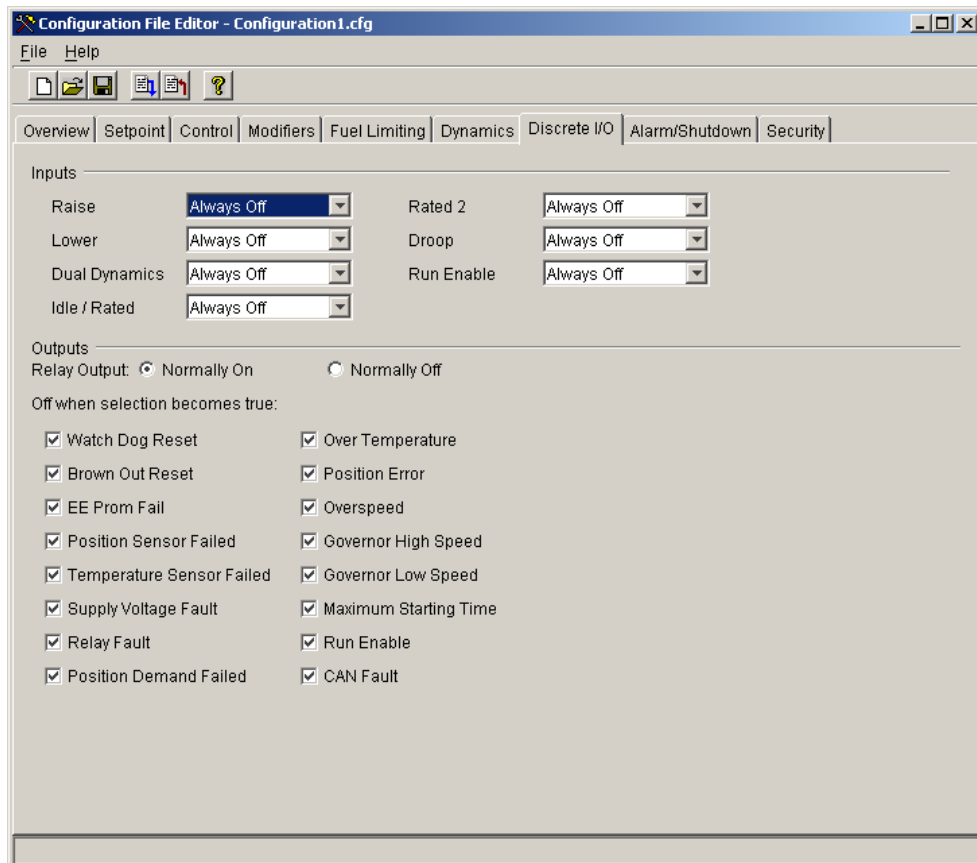 Configuration File Editor - Configuration1.cfg
File Help
Overview Setpoint Control Modifiers Fuel Limiting Dynamics Discrete I/O Alarm/Shutdown Security
Inputs
Raise Always Off Rated 2 Always Off
Lower Always Off Droop Always Off
Dual Dynamics Always Off Run Enable Always Off
Idle / Rated Always Off
Outputs
Relay Output: Normally On Normally Off
Off when selection becomes true:
Watch Dog Reset Over Temperature
Brown Out Reset Position Error
EE Prom Fail Overspeed
Position Sensor Failed Governor High Speed
Temperature Sensor Failed Governor Low Speed
Supply Voltage Fault Maximum Starting Time
Relay Fault Run Enable
Position Demand Failed CAN Fault